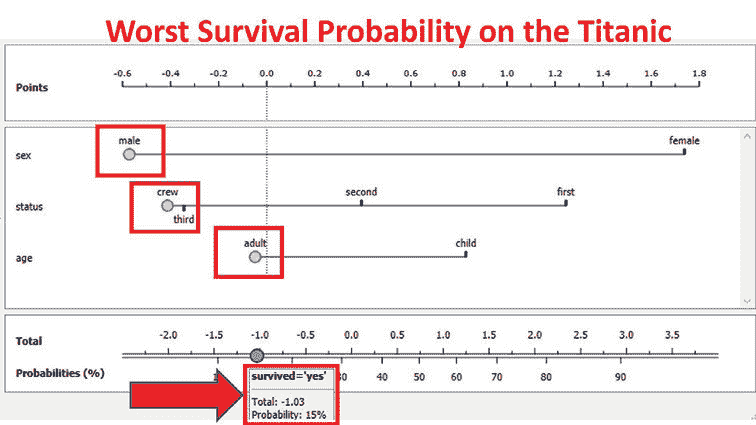 Worst Survival Probability on the Titanic
Points
-0.6 -0.4 -0.2 0.0 0.2 0.4 0.6 0.8 1.0 1.2 1.4 1.6 1.8
male female
sex
crew second first
status
third
adult child
age
-2.0 -1.5 -1.0 -0.5 0.0 0.5 1.0 1.5 2.0 2.5 3.0 3.5
Total
Probabilities (%) 30 40 50 60 70 80 90
survived='yes'
Total: -1.03
Probability: 15%